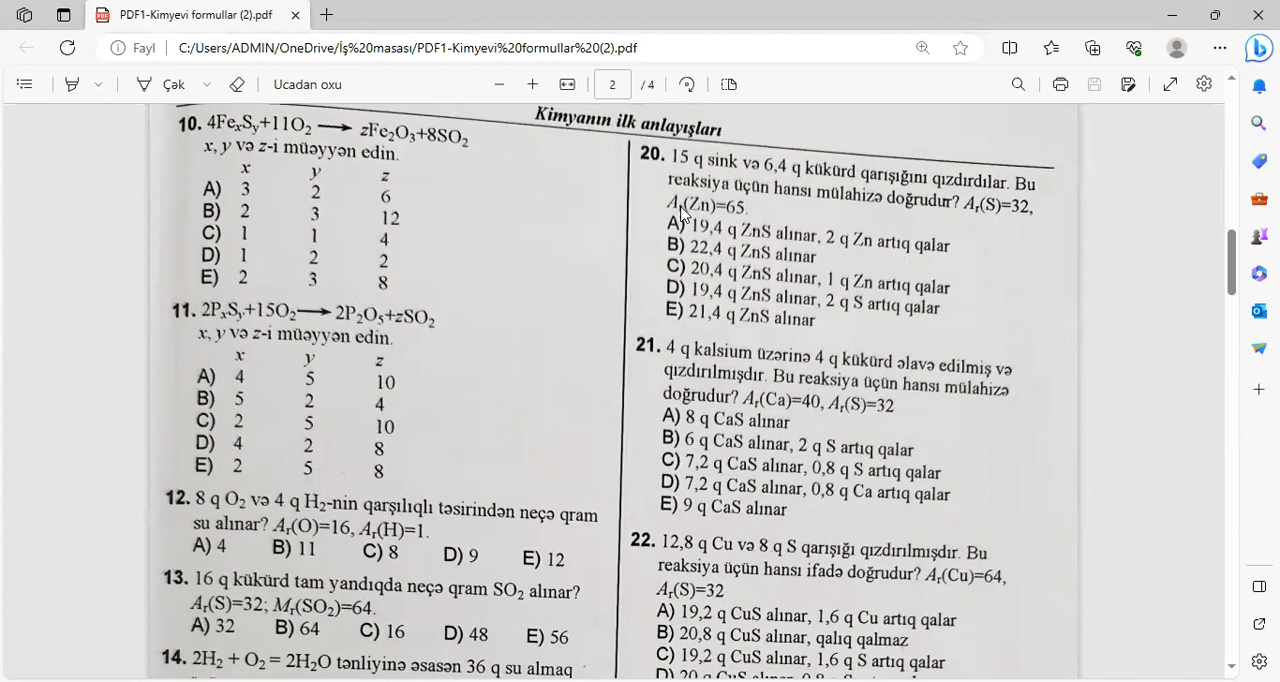 PDF1-Kimyevi formullar (2).pdf
Fayl C:/Users/ADMIN/OneDrive/İş%20masası/PDF1-Kimyevi%20formullar%20(2).pdf
Çək Ucadan oxu 2 /4
Kimyanın ilk anlayışları
10. 4FexSy+11O2 ⟶ zFe2O3+8SO2
x, y və z-i müəyyən edin.
x y z
A) 3 2 6
B) 2 3 12
C) 1 1 4
D) 1 2 2
E) 2 3 8
11. 2PxSy+15O2⟶ 2P2O5+zSO2
x, y və z-i müəyyən edin.
x y z
A) 4 5 10
B) 5 2 4
C) 2 5 10
D) 4 2 8
E) 2 5 8
12. 8 q O2 və 4 q H2-nin qarşılıqlı təsirindən neçə qram
su alınar? Ar(O)=16, Ar(H)=1.
A) 4 B) 11 C) 8 D) 9 E) 12
13. 16 q kükürd tam yandıqda neçə qram SO2 alınar?
Ar(S)=32; Mr(SO2)=64.
A) 32 B) 64 C) 16 D) 48 E) 56
14. 2H2 + O2 = 2H2O tənliyinə əsasən 36 q su almaq
20. 15 q sink və 6,4 q kükürd qarışığını qızdırdılar. Bu
reaksiya üçün hansı mülahizə doğrudur? Ar(S)=32,
Ar(Zn)=65.
A) 19,4 q ZnS alınar, 2 q Zn artıq qalar
B) 22,4 q ZnS alınar
C) 20,4 q ZnS alınar, 1 q Zn artıq qalar
D) 19,4 q ZnS alınar, 2 q S artıq qalar
E) 21,4 q ZnS alınar
21. 4 q kalsium üzərinə 4 q kükürd əlavə edilmiş və
qızdırılmışdır. Bu reaksiya üçün hansı mülahizə
doğrudur? Ar(Ca)=40, Ar(S)=32
A) 8 q CaS alınar
B) 6 q CaS alınar, 2 q S artıq qalar
C) 7,2 q CaS alınar, 0,8 q S artıq qalar
D) 7,2 q CaS alınar, 0,8 q Ca artıq qalar
E) 9 q CaS alınar
22. 12,8 q Cu və 8 q S qarışığı qızdırılmışdır. Bu
reaksiya üçün hansı ifadə doğrudur? Ar(Cu)=64,
Ar(S)=32
A) 19,2 q CuS alınar, 1,6 q Cu artıq qalar
B) 20,8 q CuS alınar, qalıq qalmaz
C) 19,2 q CuS alınar, 1,6 q S artıq qalar